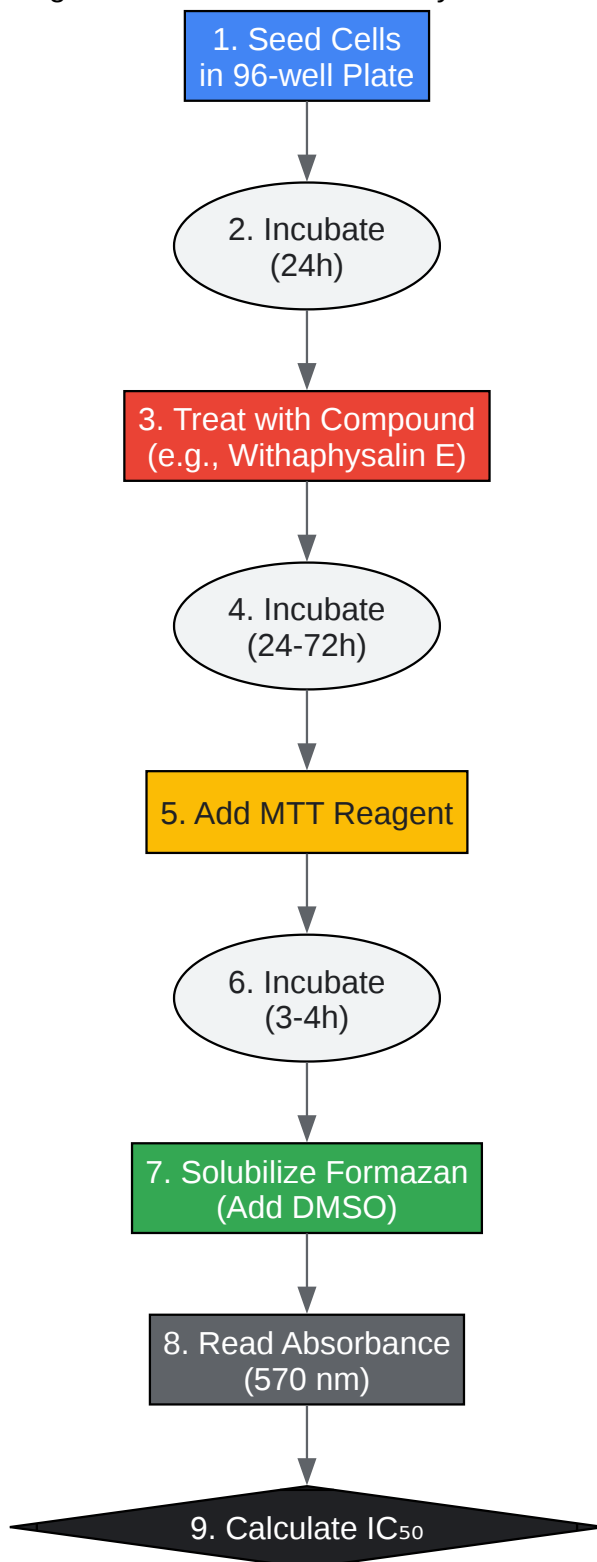 1. Seed Cells
in 96-well Plate
2. Incubate
(24h)
3. Treat with Compound
(e.g., Withaphysalin E)
4. Incubate
(24-72h)
5. Add MTT Reagent
6. Incubate
(3-4h)
7. Solubilize Formazan
(Add DMSO)
8. Read Absorbance
(570 nm)
9. Calculate IC₅₀